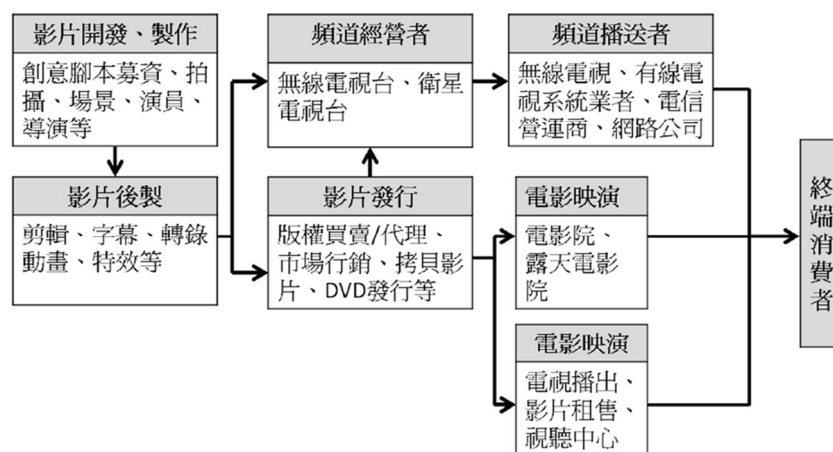 影片開發、製作
創意腳本募資、拍
攝、場景、演員、
導演等
頻道經營者
無線電視台、衛星
電視台
頻道播送者
無線電視、有線電
視系統業者、電信
營運商、網路公司
影片後製
剪輯、字幕、轉錄
動畫、特效等
影片發行
版權買賣/代理、
市場行銷、拷貝影
片、DVD發行等
電影映演
電影院、
露天電影
院
電影映演
電視播出、
影片租售、
視聽中心
終
端
消
費
者